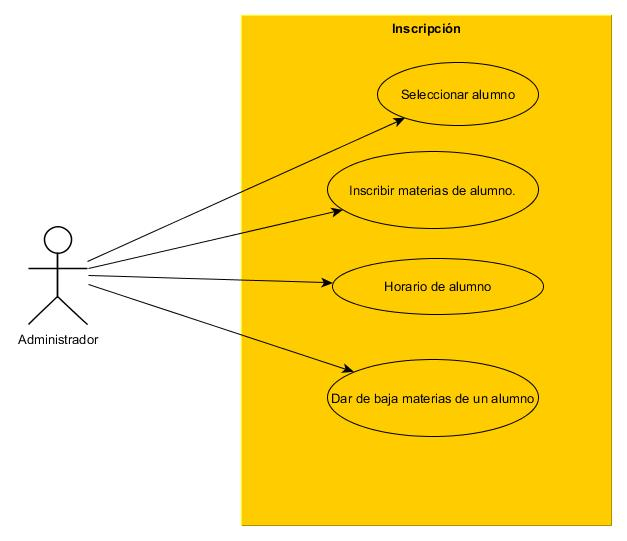 Inscripción
Seleccionar alumno
Inscribir materias de alumno.
Horario de alumno
Administrador
Dar de baja materias de un alumno